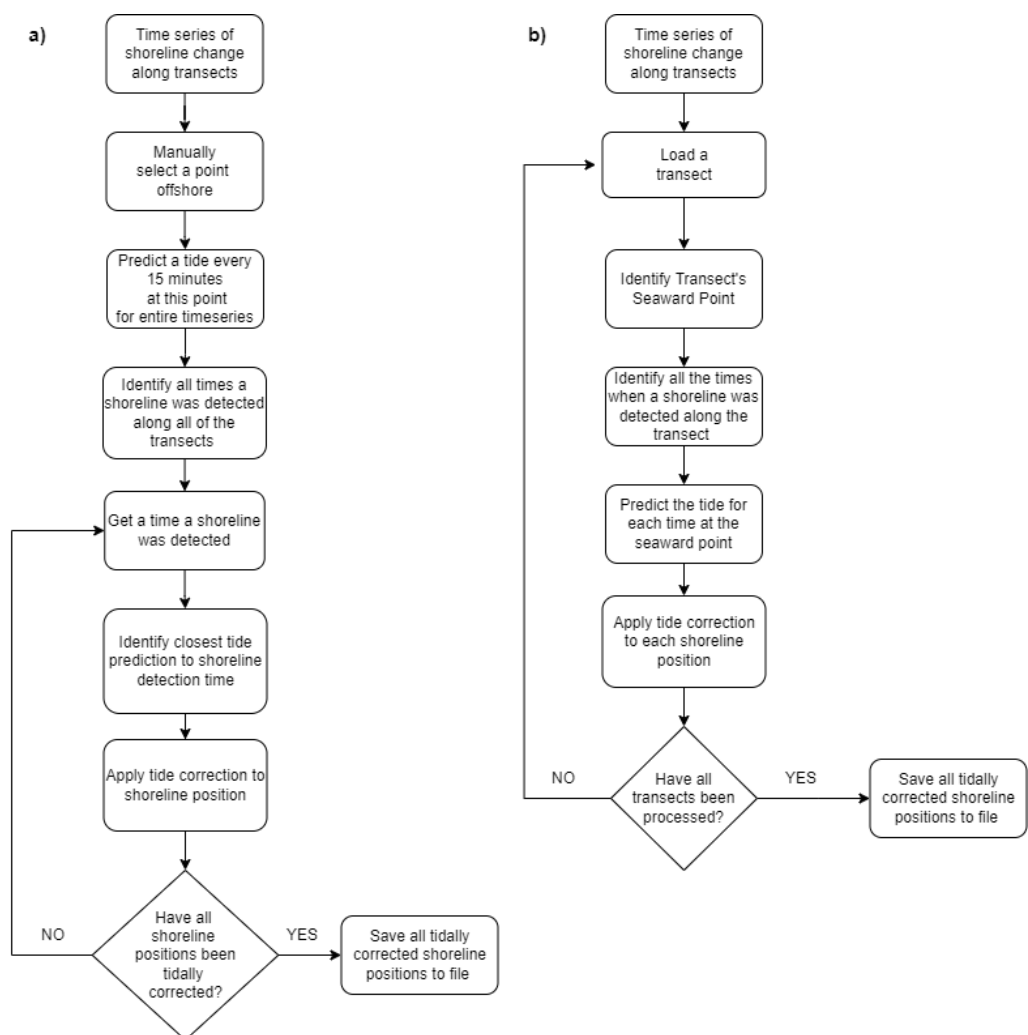 a)
Time series of
shoreline change
along transects
Manually
select a point
offshore
Predict a tide every
15 minutes
at this point
for entire timeseries
Identify all times a
shoreline was detected
along all of the
transects
Get a time a shoreline
was detected
Identify closest tide
prediction to shoreline
detection time
Apply tide correction to
shoreline position
Have all
shoreline
positions been
tidally
corrected?
NO
YES
Save all tidally
corrected shoreline
positions to file
b)
Time series of
shoreline change
along transects
Load a
transect
Identify Transect's
Seaward Point
Identify all the times
when a shoreline was
detected along the
transect
Predict the tide for
each time at the
seaward point
Apply tide correction
to each shoreline
position
Have all
transects been
processed?
NO
YES
Save all tidally
corrected shoreline
positions to file